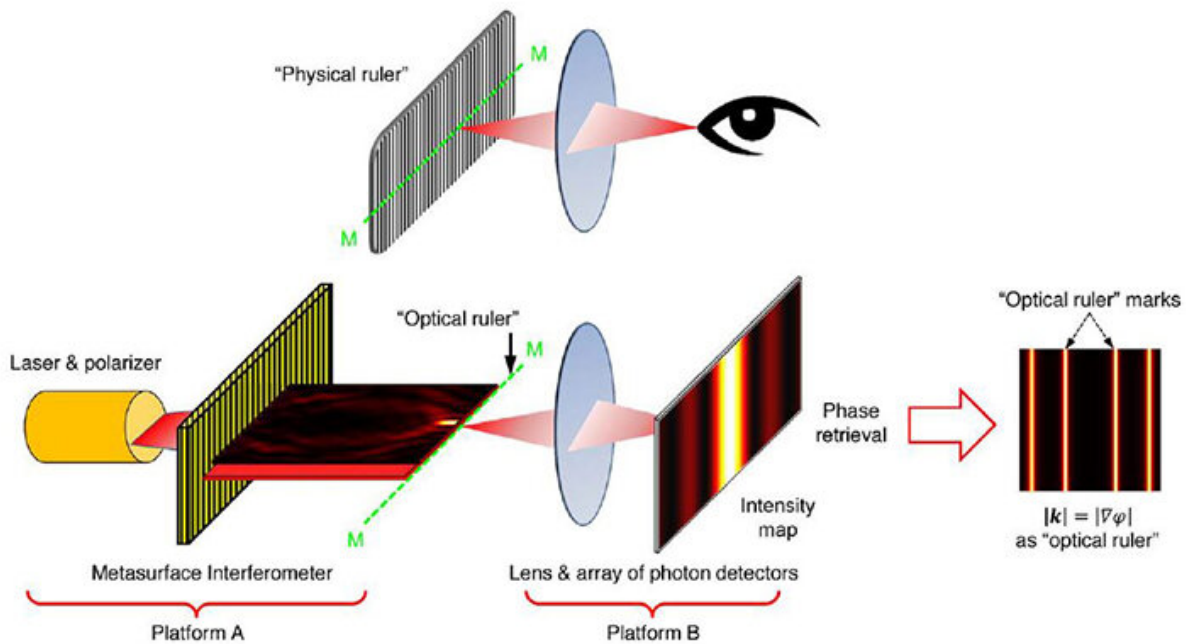 “Physical ruler”
M
M
Laser & polarizer
“Optical ruler”
M
M
Metasurface Interferometer
Platform A
Intensity
map
Lens & array of photon detectors
Platform B
Phase
retrieval
“Optical ruler” marks
|k| = |∇φ|
as “optical ruler”